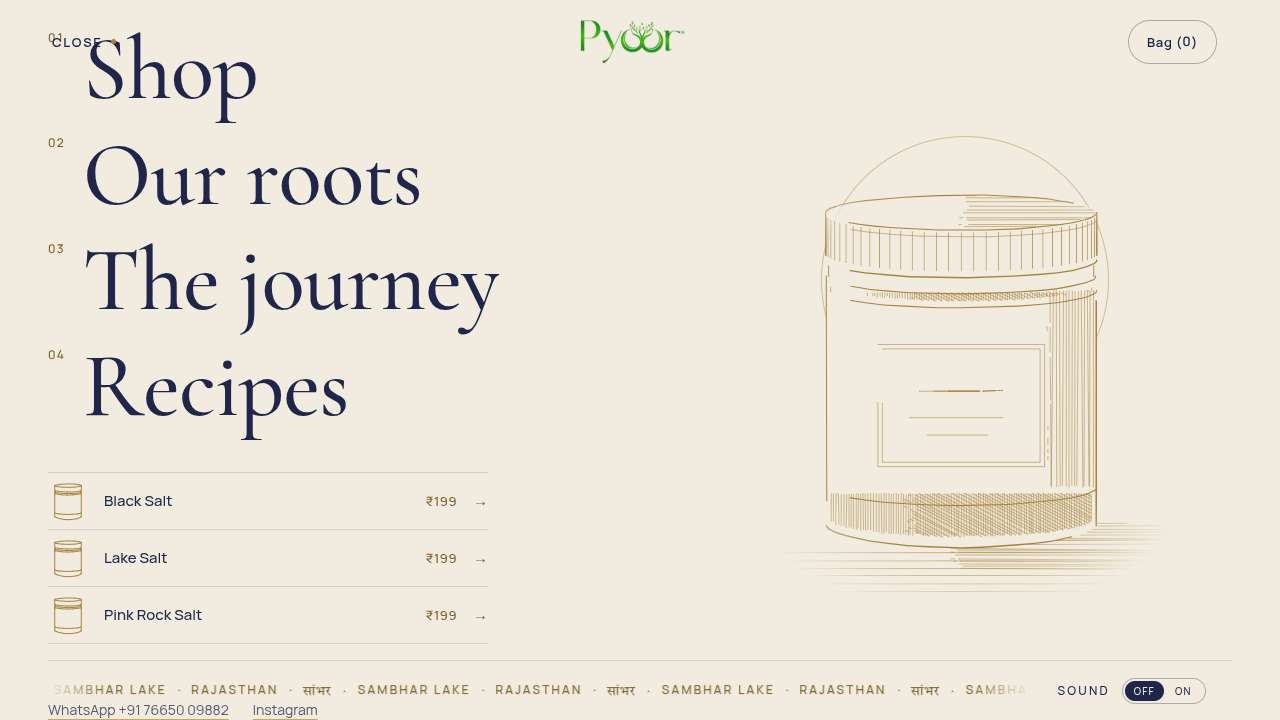 01
CLOSE
Pyoor
Bag (0)
Shop
02
Our roots
03
The journey
04
Recipes
Black Salt ₹199 →
Lake Salt ₹199 →
Pink Rock Salt ₹199 →
SAMBHAR LAKE · RAJASTHAN · सांभर · SAMBHAR LAKE · RAJASTHAN · सांभर · SAMBHAR LAKE · RAJASTHAN · सांभर · SAMBHA
SOUND OFF ON
WhatsApp +91 76650 09882 Instagram